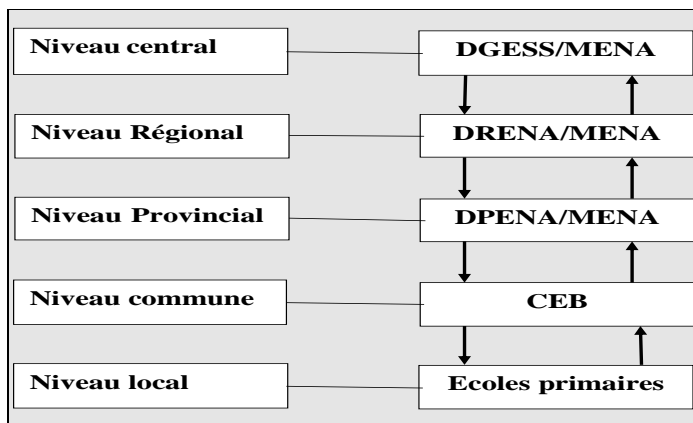 Niveau central
DGESS/MENA
Niveau Régional
DRENA/MENA
Niveau Provincial
DPENA/MENA
Niveau commune
CEB
Niveau local
Ecoles primaires